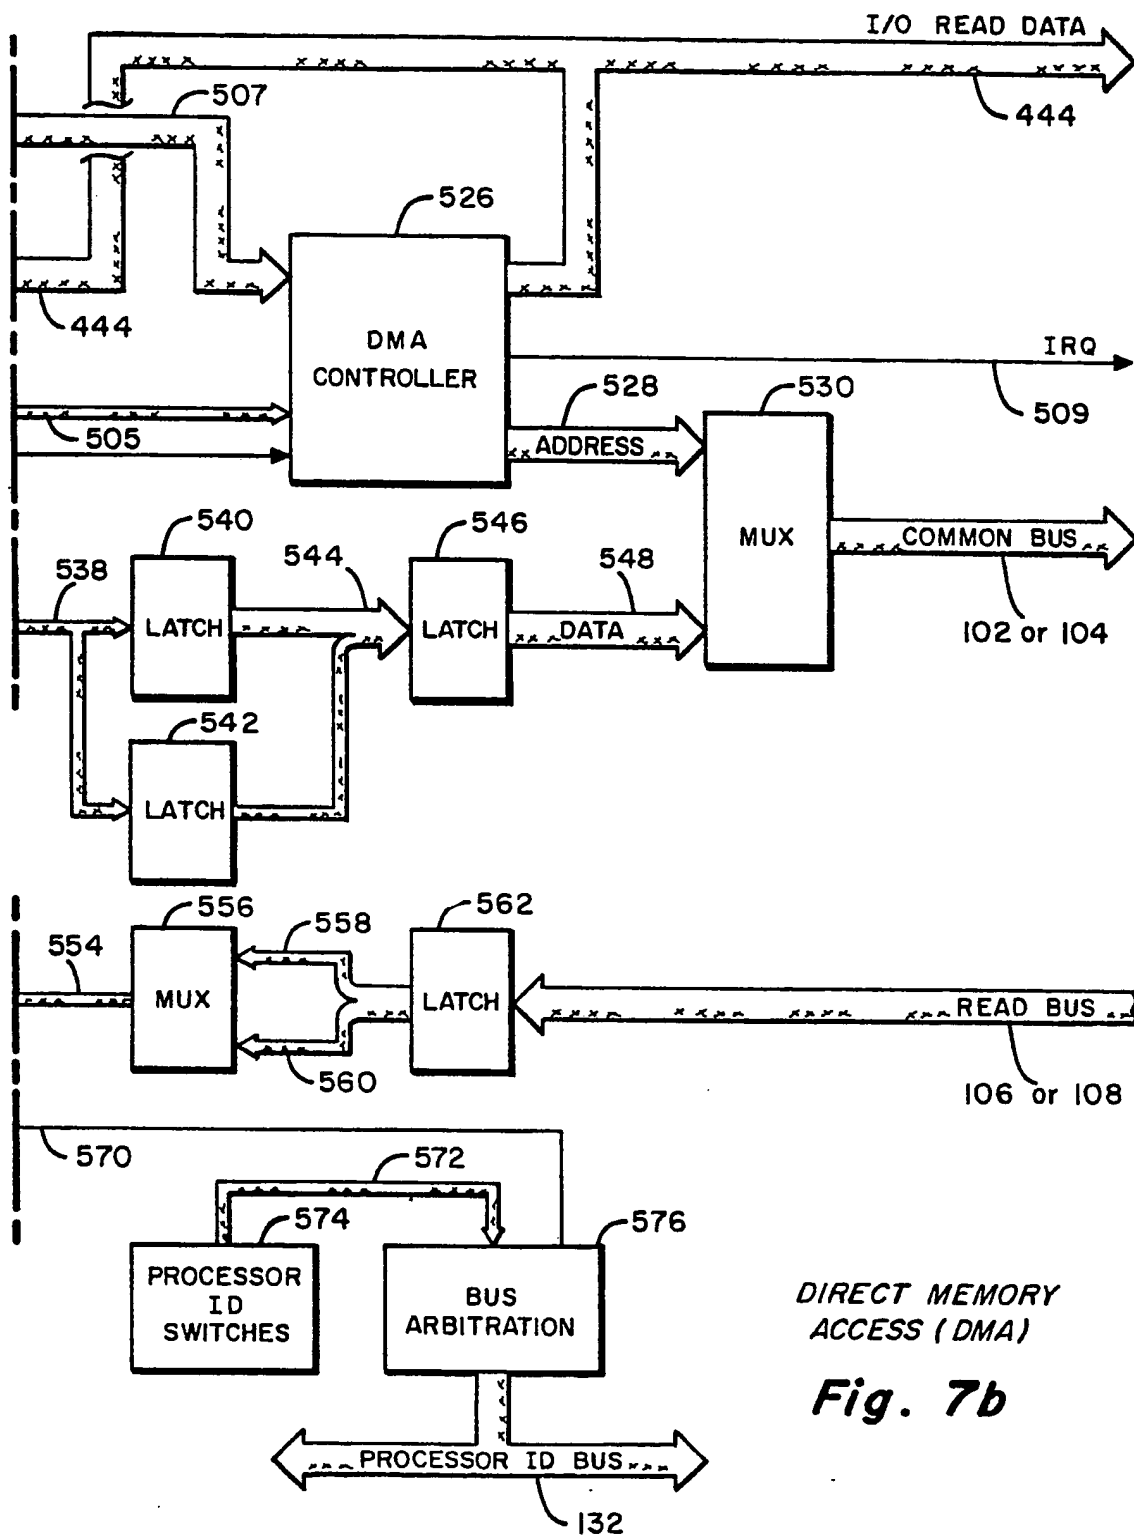 I/O READ DATA
507
444
526
444
DMA
CONTROLLER
IRQ
509
528
530
505
ADDRESS
540
546
MUX
COMMON BUS
538
544
548
LATCH
LATCH
DATA
102 or 104
542
LATCH
556
562
554
558
MUX
LATCH
READ BUS
560
106 or 108
570
572
574
576
PROCESSOR
ID
SWITCHES
BUS
ARBITRATION
DIRECT MEMORY
ACCESS (DMA)
Fig. 7b
PROCESSOR ID BUS
132